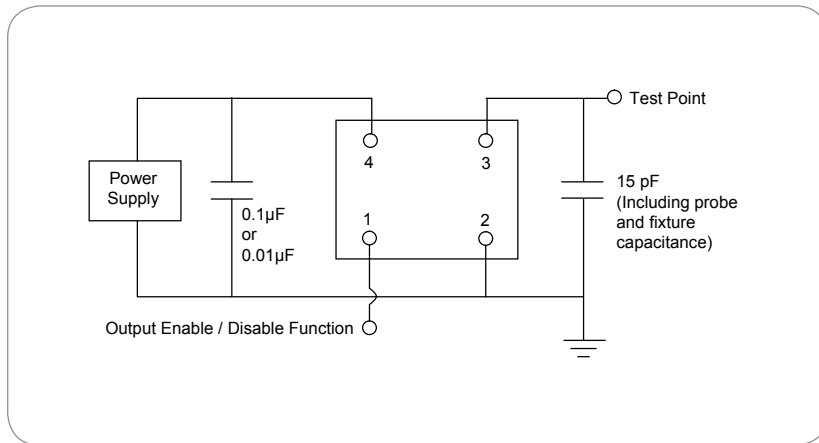 Test Point
4
3
Power
Supply
0.1µF
or
0.01µF
1
2
15 pF
(Including probe
and fixture
capacitance)
Output Enable / Disable Function